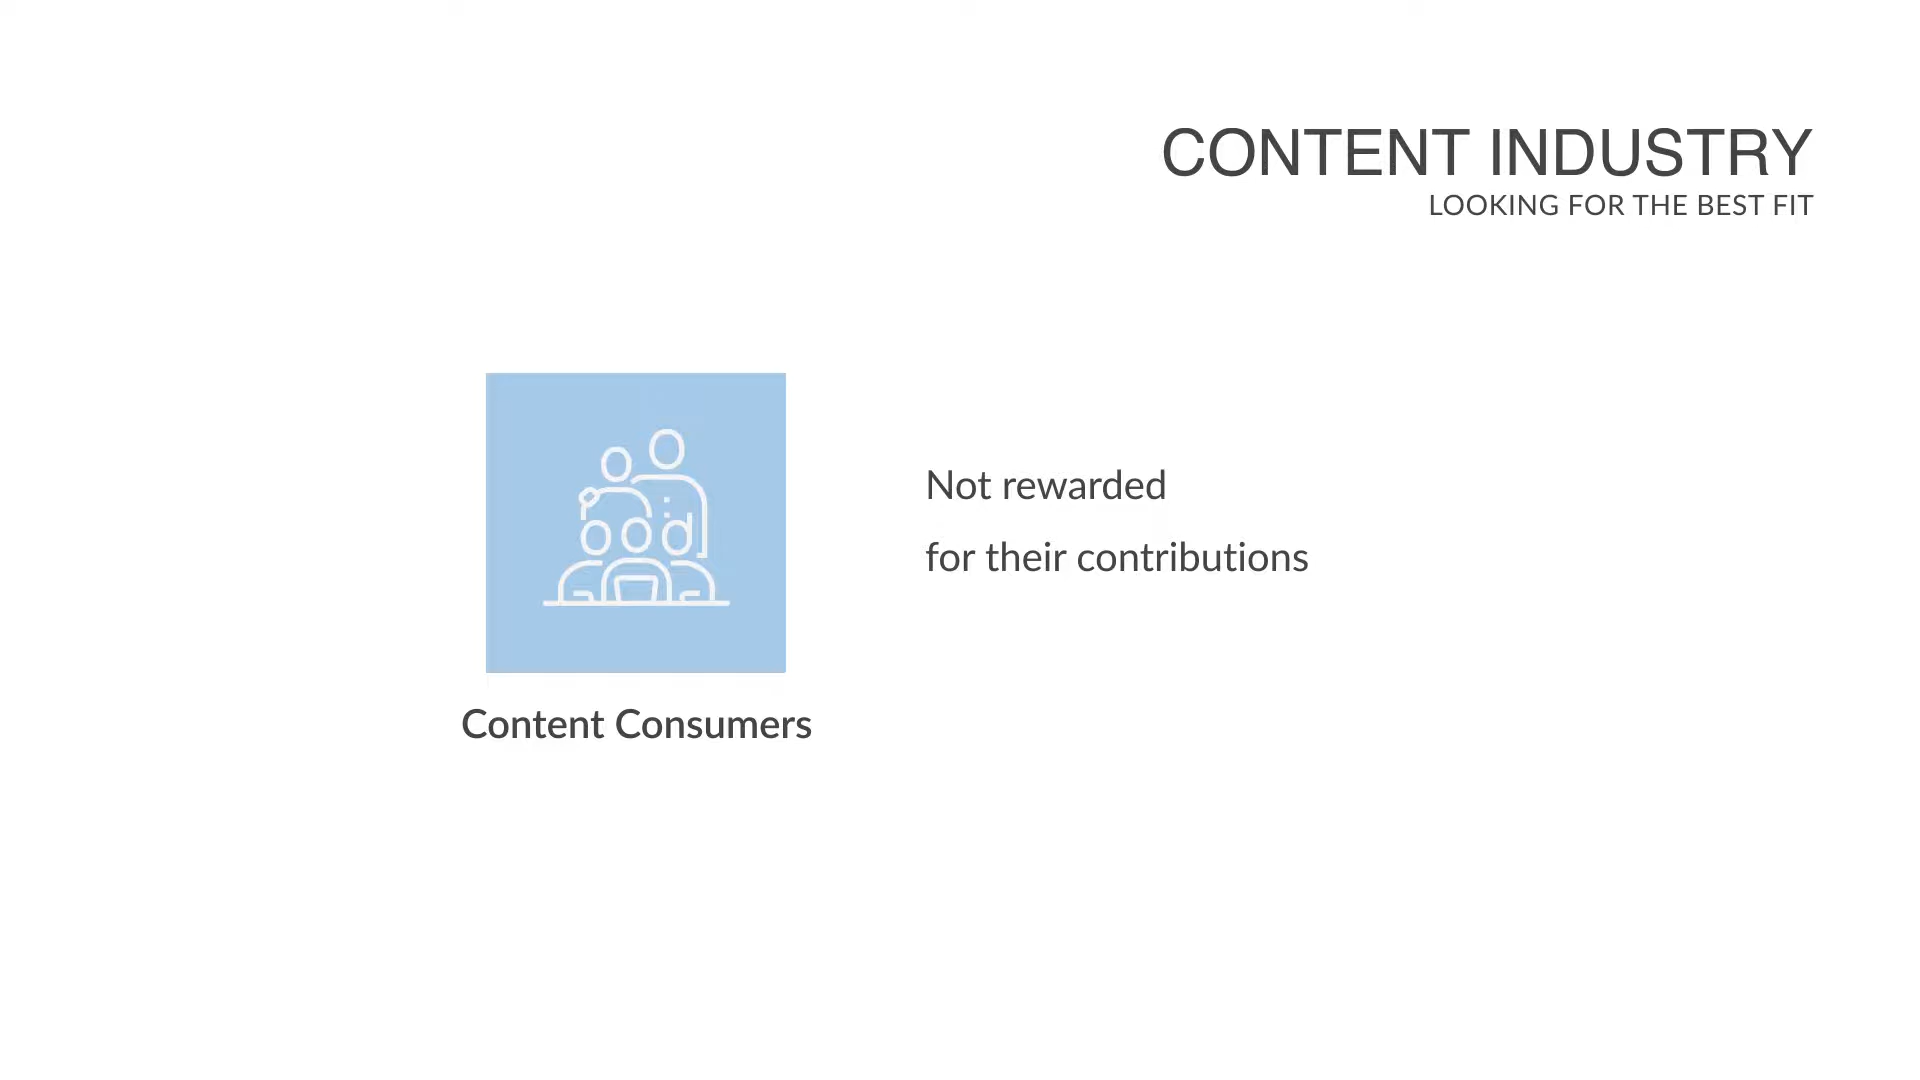 CONTENT INDUSTRY
LOOKING FOR THE BEST FIT
Not rewarded
for their contributions
Content Consumers